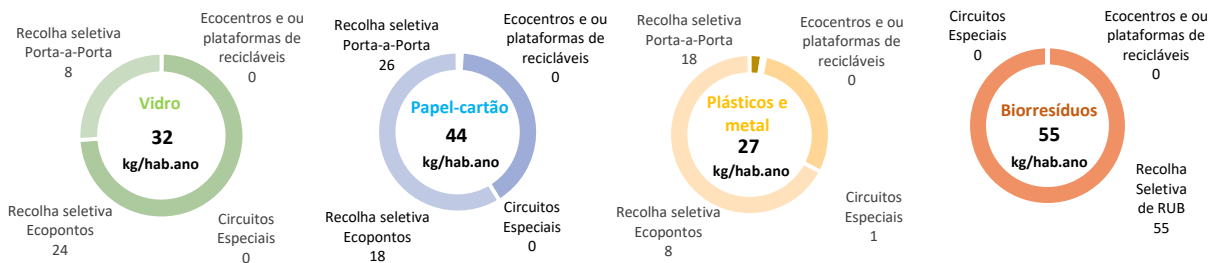 Recolha seletiva
Porta-a-Porta
8
Ecocentros e ou
plataformas de
recicláveis
0
Vidro
32
kg/hab.ano
Recolha seletiva
Ecopontos
24
Circuitos
Especiais
0
Recolha seletiva
Porta-a-Porta
26
Ecocentros e ou
plataformas de
recicláveis
0
Papel-cartão
44
kg/hab.ano
Recolha seletiva
Ecopontos
18
Circuitos
Especiais
0
Recolha seletiva
Porta-a-Porta
18
Ecocentros e ou
plataformas de
recicláveis
0
Plásticos e
metal
27
kg/hab.ano
Recolha seletiva
Ecopontos
8
Circuitos
Especiais
1
Circuitos
Especiais
0
Ecocentros e ou
plataformas de
recicláveis
0
Biorresíduos
55
kg/hab.ano
Recolha
Seletiva
de RUB
55